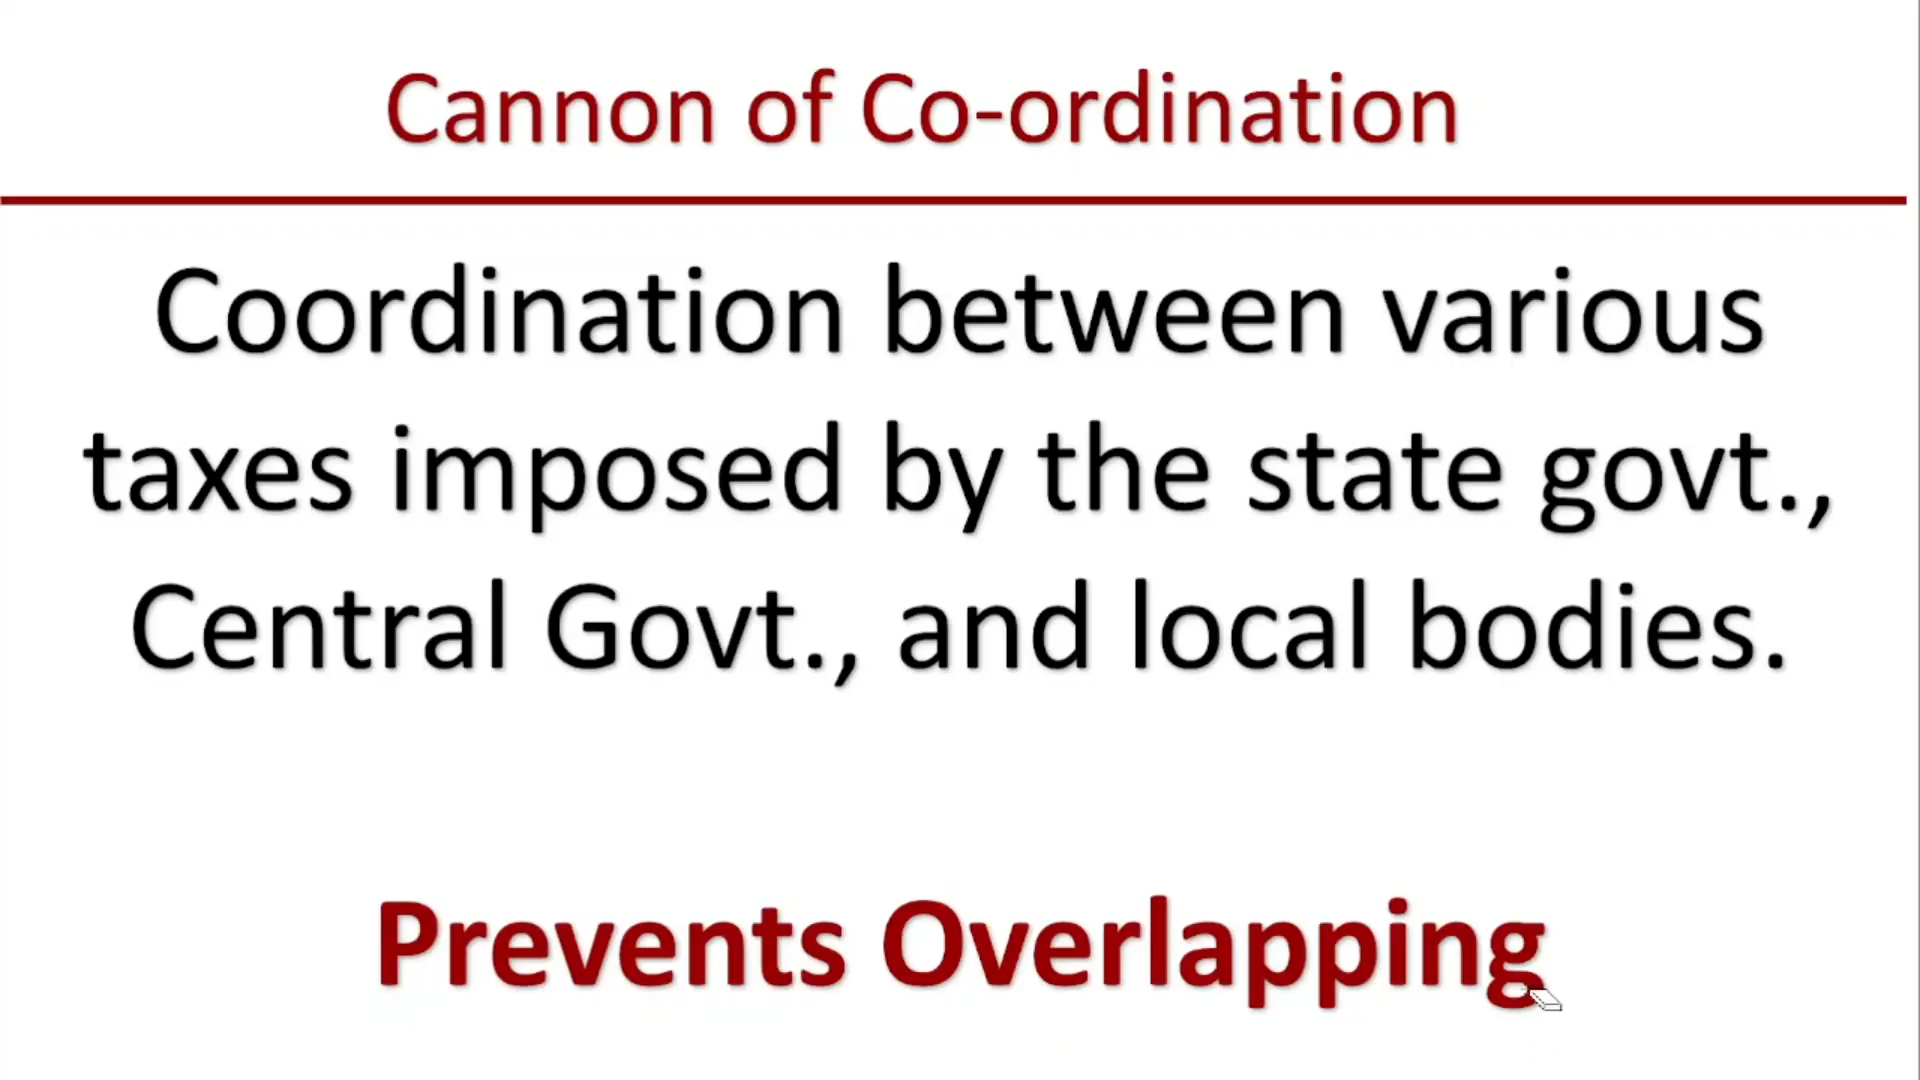 Cannon of Co-ordination
Coordination between various
taxes imposed by the state govt.,
Central Govt., and local bodies.
Prevents Overlapping